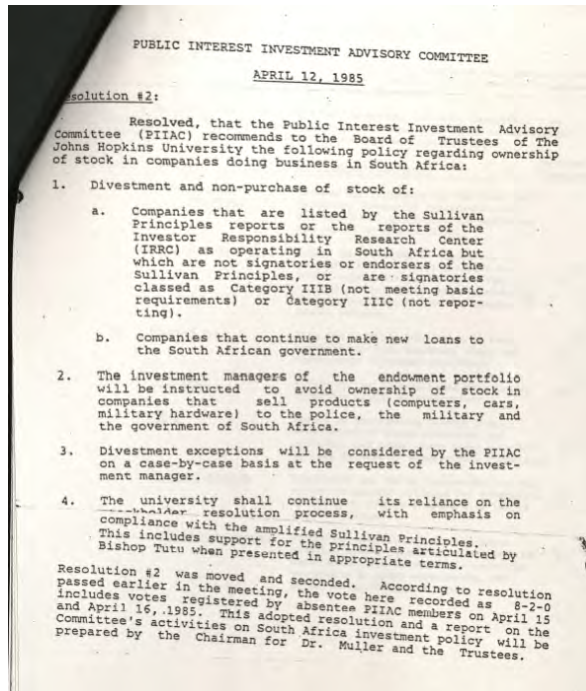 PUBLIC INTEREST INVESTMENT ADVISORY COMMITTEE
APRIL 12, 1985
solution #2:
Resolved, that the Public Interest Investment Advisory
Committee (PIIAC) recommends to the Board of Trustees of The
Johns Hopkins University the following policy regarding ownership
of stock in companies doing business in South Africa:
1. Divestment and non-purchase of stock of:
a. Companies that are listed by the Sullivan
Principles reports or the reports of the
Investor Responsibility Research Center
(IRRC) as operating in South Africa but
which are not signatories or endorsers of the
Sullivan Principles, or are signatories
classed as Category IIIB (not meeting basic
requirements) or Category IIIC (not repor-
ting).
b. Companies that continue to make new loans to
the South African government.
2. The investment managers of the endowment portfolio
will be instructed to avoid ownership of stock in
companies that sell products (computers, cars,
military hardware) to the police, the military and
the government of South Africa.
3. Divestment exceptions will be considered by the PIIAC
on a case-by-case basis at the request of the invest-
ment manager.
4. The university shall continue its reliance on the
resolution process, with emphasis on
compliance with the amplified Sullivan Principles.
This includes support for the principles articulated by
Bishop Tutu when presented in appropriate terms.
Resolution #2 was moved and seconded. According to resolution
passed earlier in the meeting, the vote here recorded as 8-2-0
includes votes registered by absentee PIIAC members on April 15
and April 16, 1985. This adopted resolution and a report on the
Committee's activities on South Africa investment policy will be
prepared by the Chairman for Dr. Muller and the Trustees.